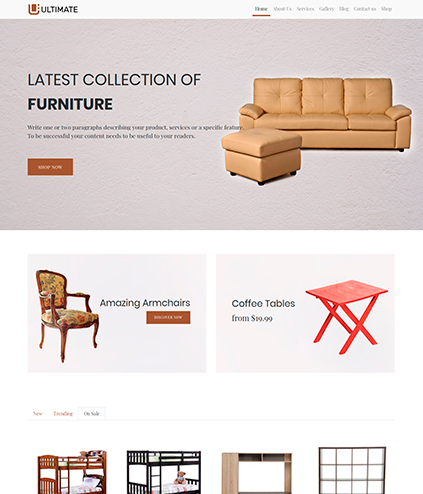 ULTIMATE
Home About Us Services Gallery Blog Contact us Shop
LATEST COLLECTION OF
FURNITURE
Write one or two paragraphs describing your product, services or a specific feature.
To be successful your content needs to be useful to your readers.
SHOP NOW
Amazing Armchairs
DISCOVER NOW
Coffee Tables
from $19.99
New Trending On Sale